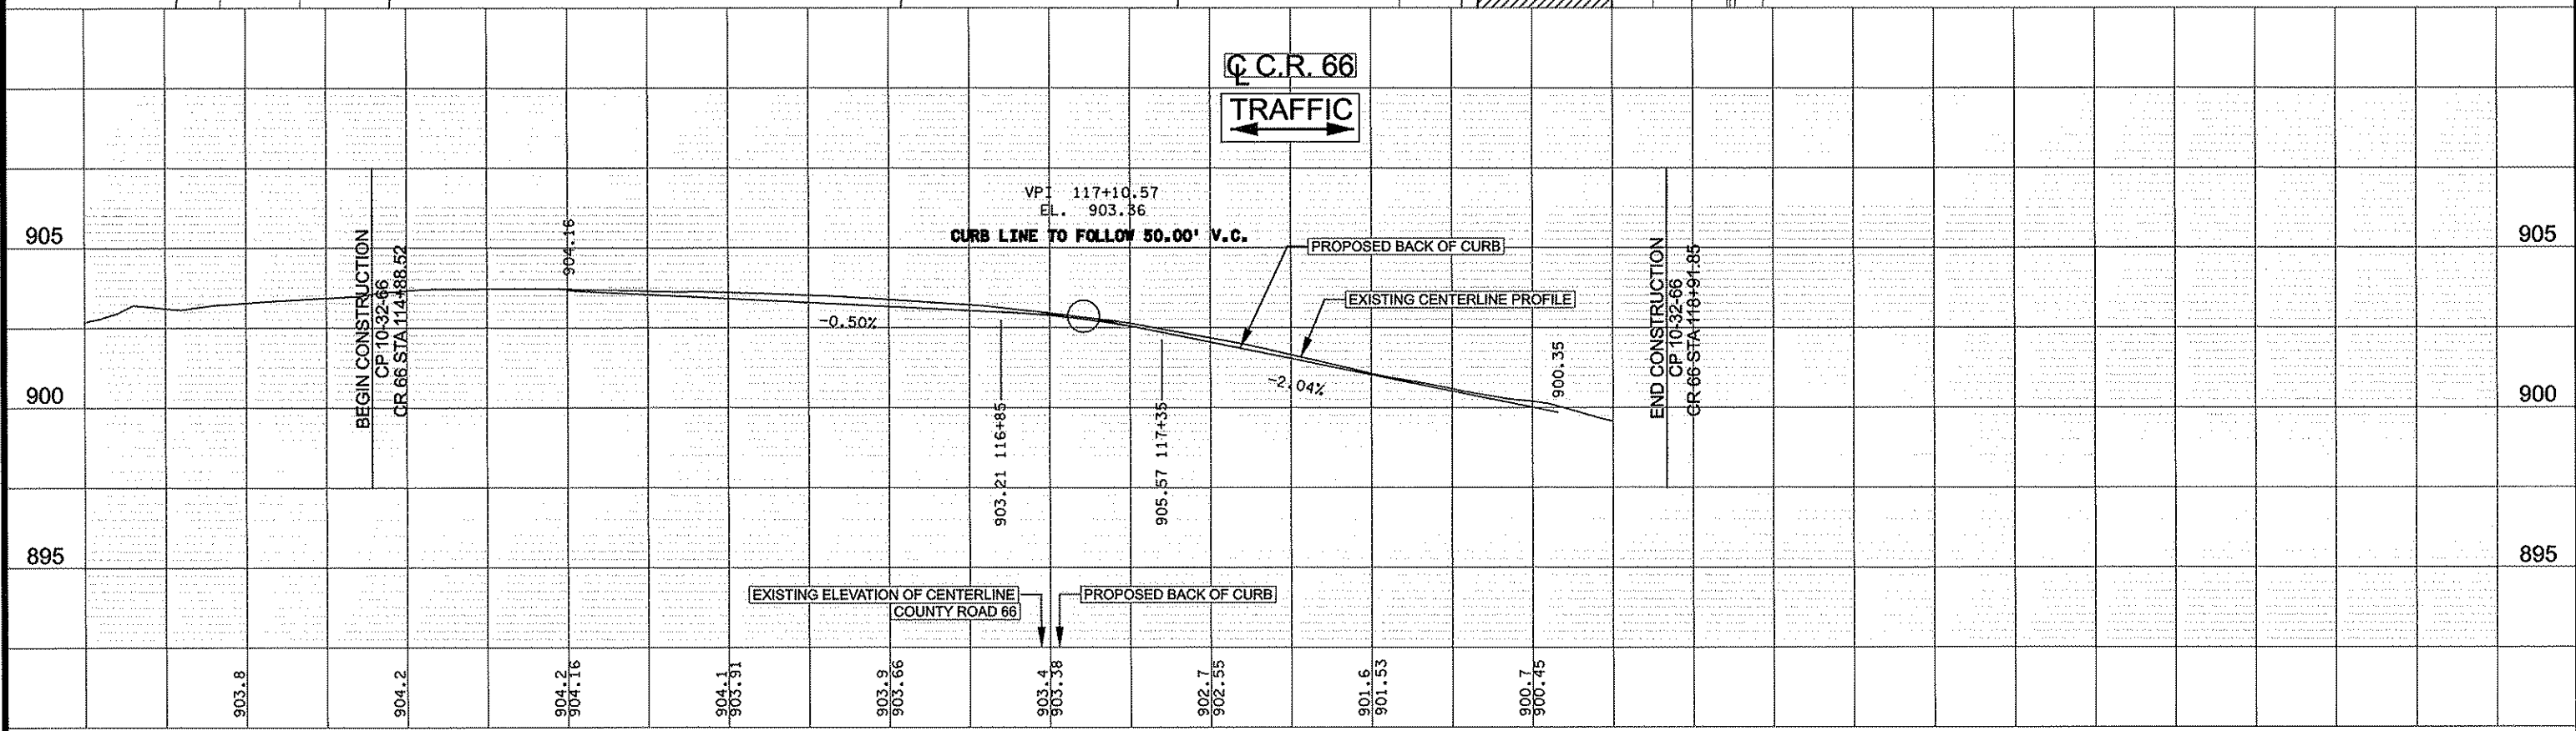 ℄ C.R. 66
TRAFFIC
VPI 117+10.57
EL. 903.36
CURB LINE TO FOLLOW 50.00' V.C.
905
905
BEGIN CONSTRUCTION
CP 10-32-66
CR 66 STA 114+88.52
904.16
PROPOSED BACK OF CURB
EXISTING CENTERLINE PROFILE
END CONSTRUCTION
CP 10-32-66
CR 66 STA 118+91.85
-0.50%
-2.04%
900.35
900
900
903.21 116+85
905.57 117+35
895
895
EXISTING ELEVATION OF CENTERLINE
COUNTY ROAD 66
PROPOSED BACK OF CURB
903.8
904.2
904.2
904.16
904.1
903.91
903.9
903.66
903.4
903.38
902.7
902.55
901.6
901.53
900.7
900.45